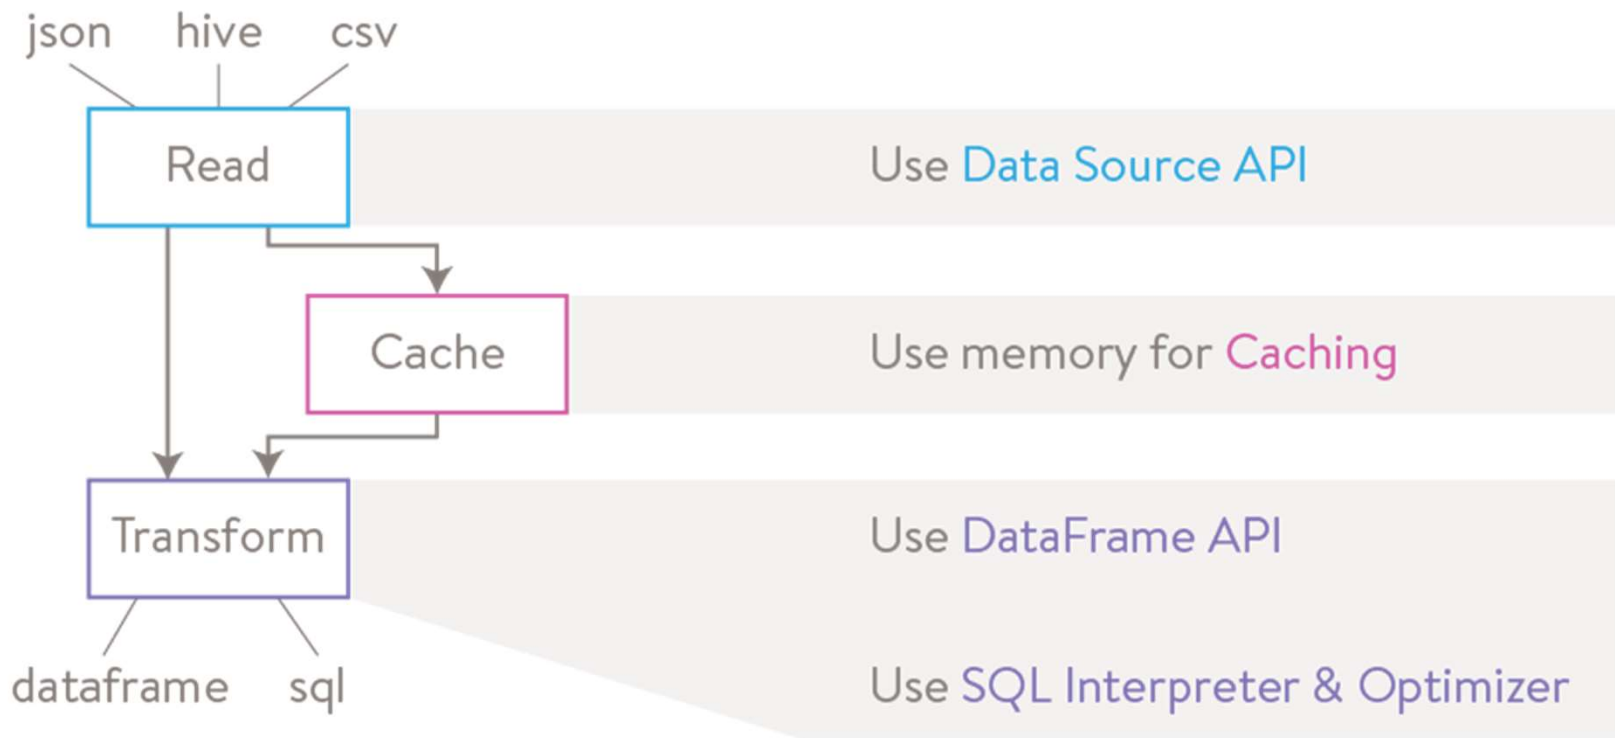 json hive csv
Read
Use Data Source API
Cache
Use memory for Caching
Transform
Use DataFrame API
dataframe sql
Use SQL Interpreter & Optimizer